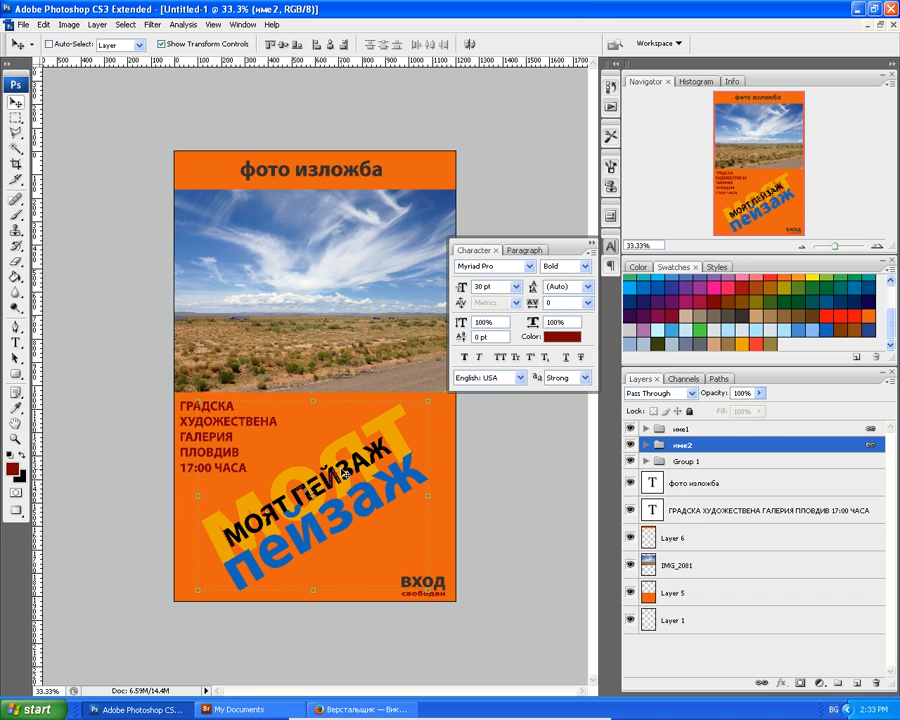 Adobe Photoshop CS3 Extended - [Untitled-1 @ 33.3% (име2, RGB/8)]
File Edit Image Layer Select Filter Analysis View Window Help
Auto-Select: Layer Show Transform Controls Workspace
Ps
фото изложба
ГРАДСКА
ХУДОЖЕСТВЕНА
ГАЛЕРИЯ
ПЛОВДИВ
17:00 ЧАСА
МОЯТ
МОЯТ ПЕЙЗАЖ
пейзаж
вход
свободен
Character Paragraph
Myriad Pro Bold
30 pt (Auto)
Metrics 0
100% 100%
0 pt Color:
English: USA Strong
Navigator Histogram Info
33.33%
Color Swatches Styles
Layers Channels Paths
Pass Through Opacity: 100%
Lock: Fill: 100%
име1
име2
Group 1
фото изложба
ГРАДСКА ХУДОЖЕСТВЕНА ГАЛЕРИЯ ПЛОВДИВ 17:00 ЧАСА
Layer 6
IMG_2081
Layer 5
Layer 1
33.33% Doc: 6.59M/14.4M
start Adobe Photoshop CS... My Documents Верстальщик — Вик... BG 2:33 PM